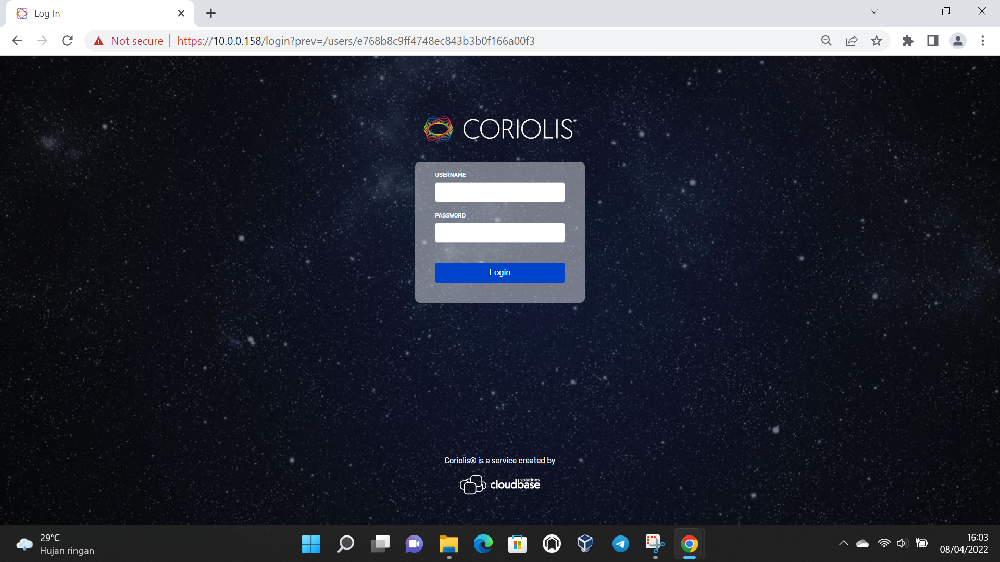 Log In
Not secure
https://10.0.0.158/login?prev=/users/e768b8c9ff4748ec843b3b0f166a00f3
CORIOLIS®
USERNAME
PASSWORD
Login
Coriolis® is a service created by
cloudbase solutions
29°C
Hujan ringan
16:03
08/04/2022